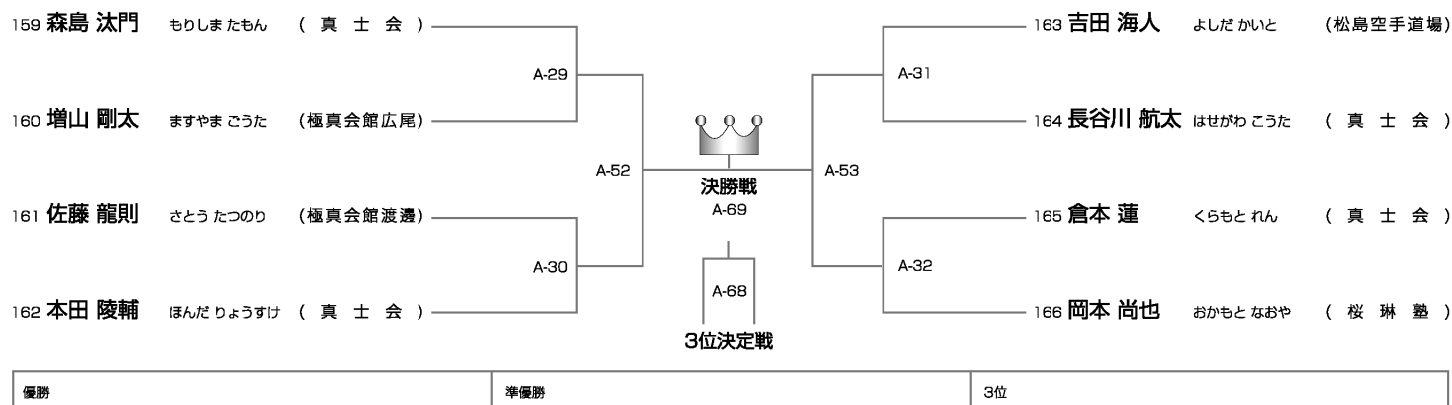 159 森島 汰門 もりしま たもん (真士会)
A-29
160 増山 剛太 ますやま ごうた (極真会館広尾)
A-52
161 佐藤 龍則 さとう たつのり (極真会館渡邊)
A-30
162 本田 陵輔 ほんだ りょうすけ (真士会)
決勝戦
A-69
A-68
3位決定戦
163 吉田 海人 よしだ かいと (松島空手道場)
A-31
164 長谷川 航太 はせがわ こうた (真士会)
A-53
165 倉本 蓮 くらもと れん (真士会)
A-32
166 岡本 尚也 おかもと なおや (桜琳塾)
優勝 準優勝 3位